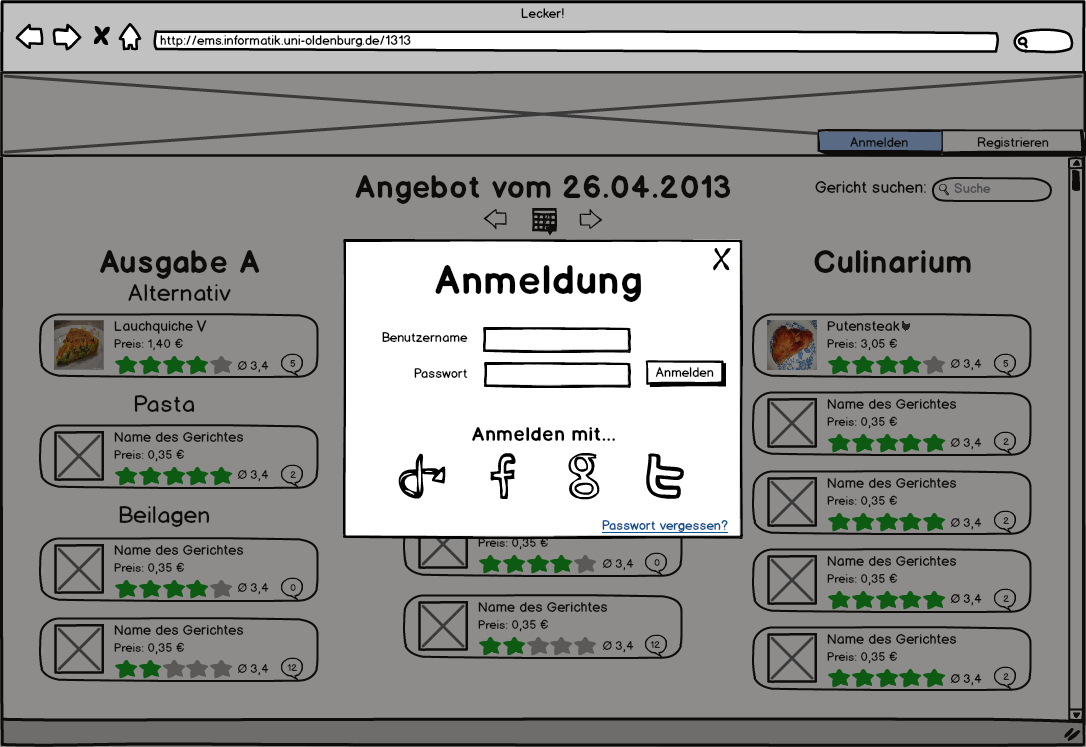 Lecker!
http://ems.informatik.uni-oldenburg.de/1313
Anmelden
Registrieren
Angebot vom 26.04.2013
Gericht suchen:
Suche
Ausgabe A
Alternativ
Lauchquiche V
Preis: 1,40 €
Ø 3,4
5
Pasta
Name des Gerichtes
Preis: 0,35 €
Ø 3,4
2
Beilagen
Name des Gerichtes
Preis: 0,35 €
Ø 3,4
0
Name des Gerichtes
Preis: 0,35 €
Ø 3,4
12
Anmeldung
X
Benutzername
Passwort
Anmelden
Anmelden mit...
f
g
t
Passwort vergessen?
Preis: 0,35 €
Ø 3,4
0
Name des Gerichtes
Preis: 0,35 €
Ø 3,4
12
Culinarium
Putensteak
Preis: 3,05 €
Ø 3,4
5
Name des Gerichtes
Preis: 0,35 €
Ø 3,4
2
Name des Gerichtes
Preis: 0,35 €
Ø 3,4
2
Name des Gerichtes
Preis: 0,35 €
Ø 3,4
2
Name des Gerichtes
Preis: 0,35 €
Ø 3,4
2